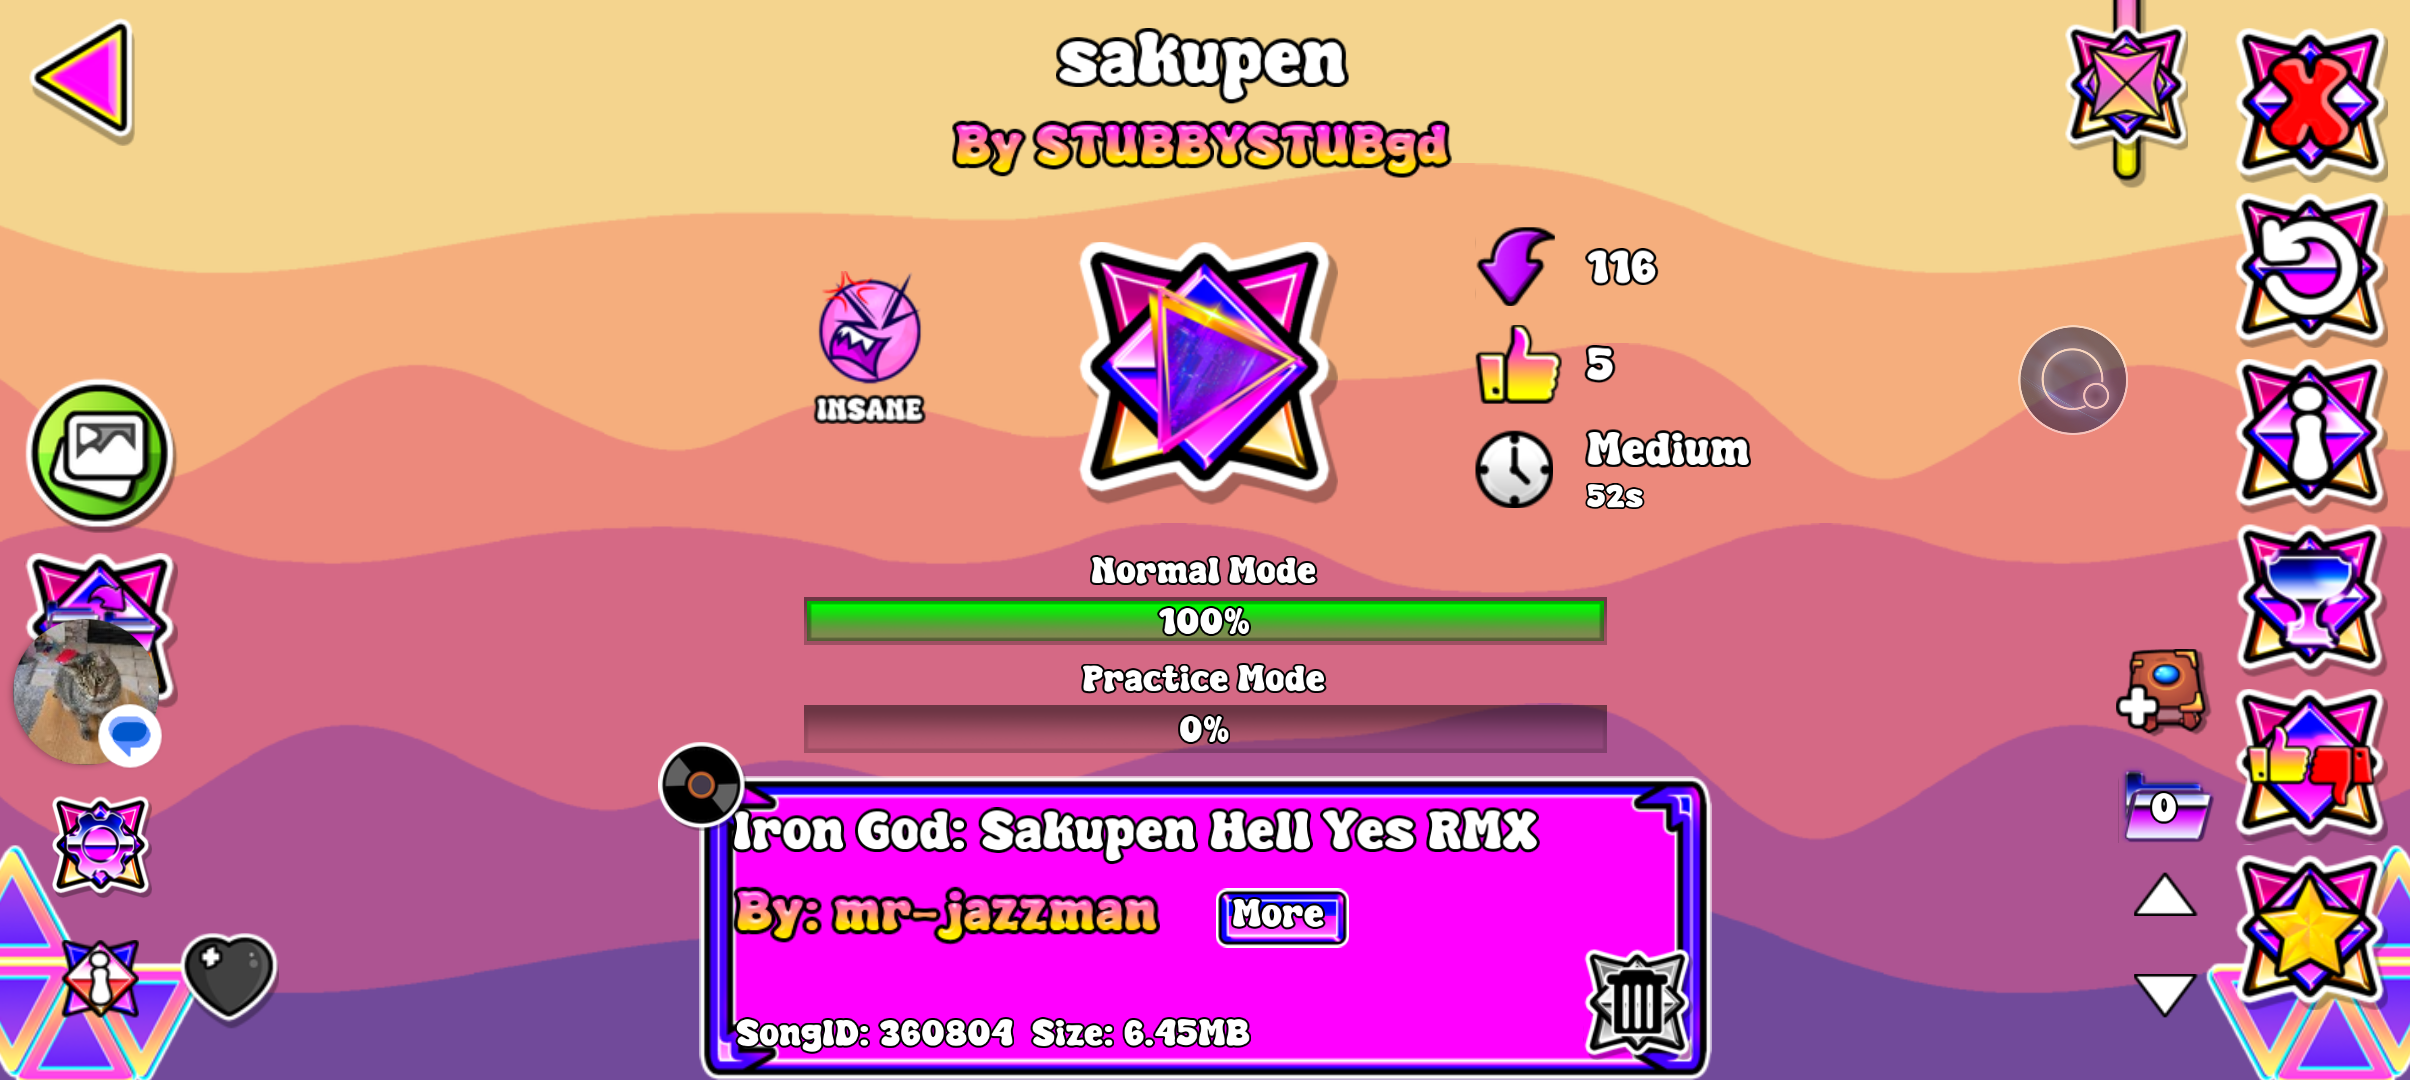 sakupen
By STUBBYSTUBgd
116
INSANE
5
Medium
52s
Normal Mode
100%
Practice Mode
0%
Iron God: Sakupen Hell Yes RMX
By: mr-jazzman More
0
SongID: 360804 Size: 6.45MB